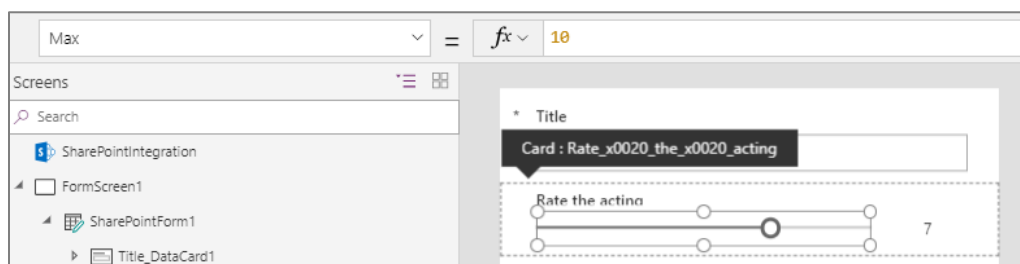 Max = fx 10
Screens
Search
* Title
SharePointIntegration
Card : Rate_x0020_the_x0020_acting
FormScreen1
Rate the acting
SharePointForm1
7
Title_DataCard1